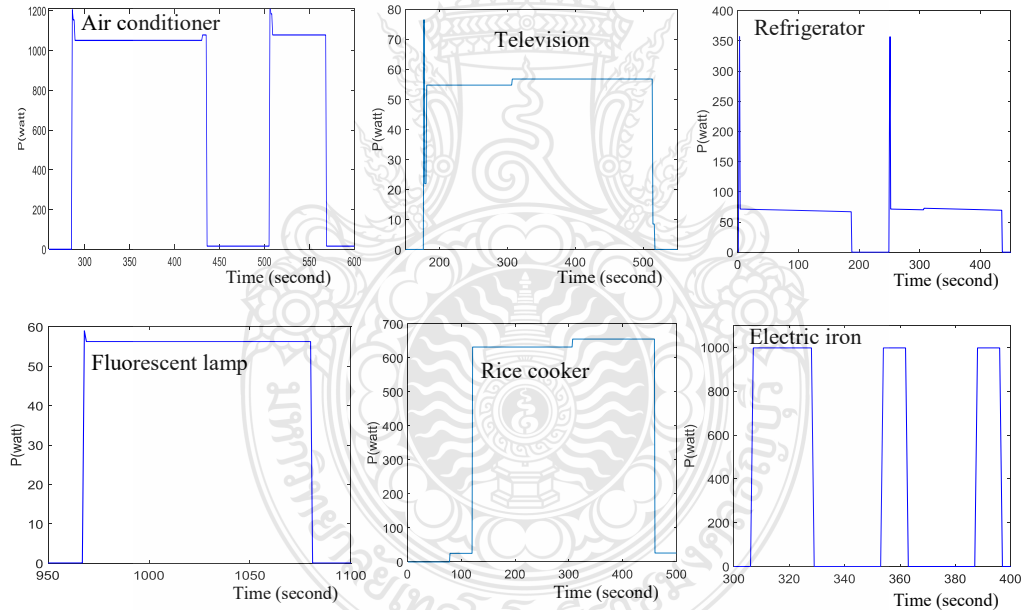 Air conditioner
P(watt)
1200
1000
800
600
400
200
0
300 350 400 450 500 550 600
Time (second)
Television
P(watt)
80
70
60
50
40
30
20
10
0
200 300 400 500
Time (second)
Refrigerator
P(watt)
400
350
300
250
200
150
100
50
0
0 100 200 300 400
Time (second)
Fluorescent lamp
P(watt)
60
50
40
30
20
10
0
950 1000 1050 1100
Time (second)
Rice cooker
P(watt)
700
600
500
400
300
200
100
0
0 100 200 300 400 500
Time (second)
Electric iron
P(watt)
1000
800
600
400
200
0
300 320 340 360 380 400
Time (second)